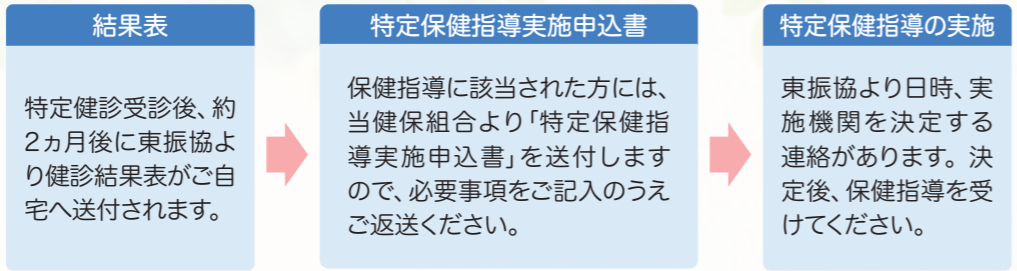 結果表
特定健診受診後、約
2ヵ月後に東振協よ
り健診結果表がご自
宅へ送付されます。
特定保健指導実施申込書
保健指導に該当された方には、
当健保組合より「特定保健指
導実施申込書」を送付します
ので、必要事項をご記入のうえ
ご返送ください。
特定保健指導の実施
東振協より日時、実
施機関を決定する
連絡があります。決
定後、保健指導を受
けてください。